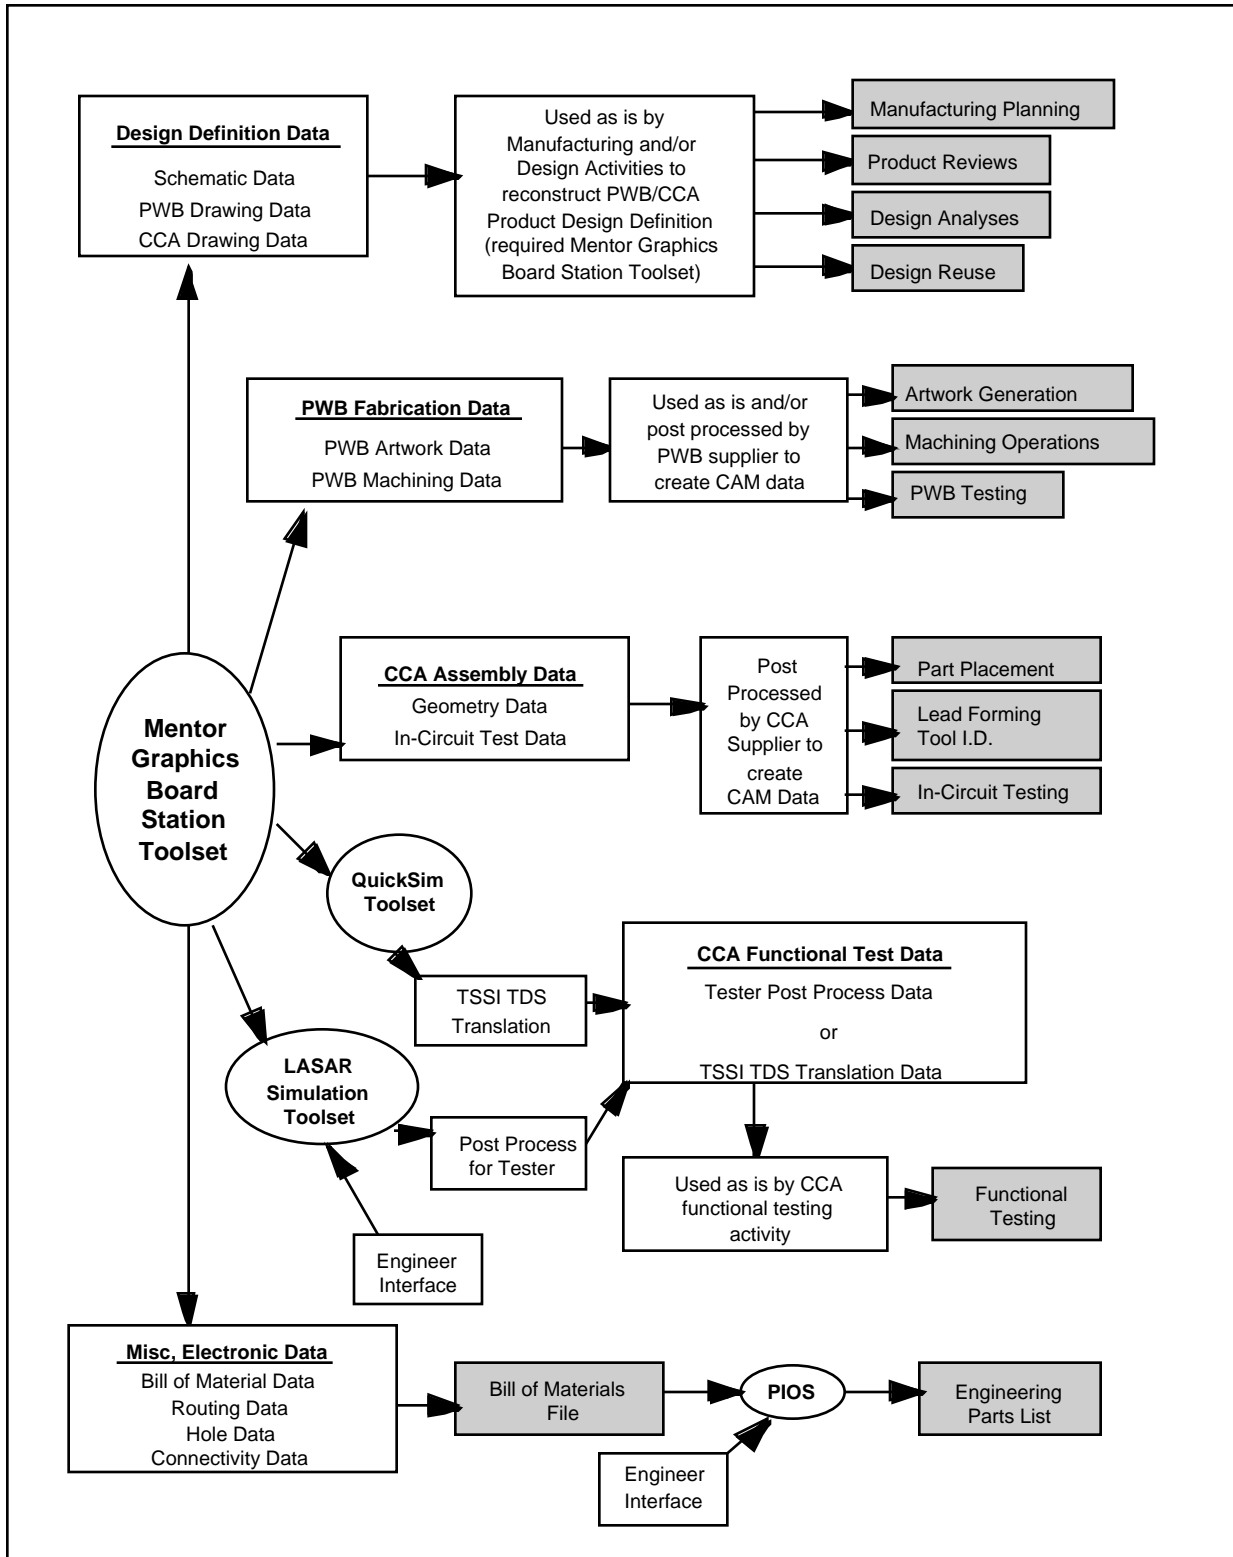 Design Definition Data
Schematic Data
PWB Drawing Data
CCA Drawing Data
Used as is by
Manufacturing and/or
Design Activities to
reconstruct PWB/CCA
Product Design Definition
(required Mentor Graphics
Board Station Toolset)
Manufacturing Planning
Product Reviews
Design Analyses
Design Reuse
PWB Fabrication Data
PWB Artwork Data
PWB Machining Data
Used as is and/or
post processed by
PWB supplier to
create CAM data
Artwork Generation
Machining Operations
PWB Testing
CCA Assembly Data
Geometry Data
In-Circuit Test Data
Post
Processed
by CCA
Supplier to
create
CAM Data
Part Placement
Lead Forming
Tool I.D.
In-Circuit Testing
Mentor
Graphics
Board
Station
Toolset
QuickSim
Toolset
TSSI TDS
Translation
CCA Functional Test Data
Tester Post Process Data
or
TSSI TDS Translation Data
LASAR
Simulation
Toolset
Post Process
for Tester
Used as is by CCA
functional testing
activity
Functional
Testing
Engineer
Interface
Misc, Electronic Data
Bill of Material Data
Routing Data
Hole Data
Connectivity Data
Bill of Materials
File
PIOS
Engineering
Parts List
Engineer
Interface